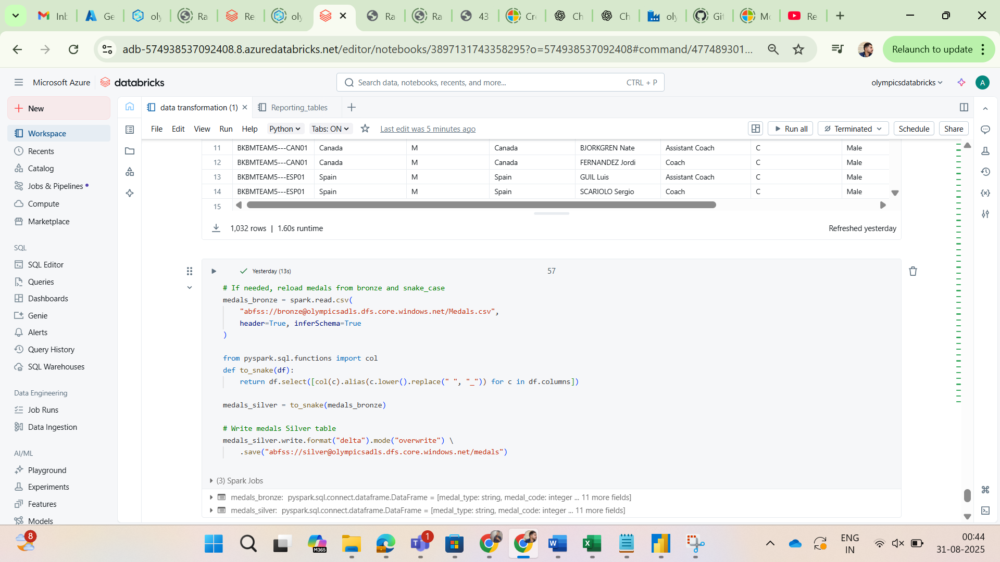 Inb
Ge
oly
Ra
Re
oly
Ra
Ra
43
Cre
Ch
Ch
oly
Git
Mo
Re
adb-574938537092408.8.azuredatabricks.net/editor/notebooks/3897131743358295?o=574938537092408#command/477489301...
Relaunch to update
Microsoft Azure
databricks
Search data, notebooks, recents, and more...
CTRL + P
olympicsdatabricks
A
New
data transformation (1)
Reporting_tables
Workspace
File Edit View Run Help Python Tabs: ON Last edit was 5 minutes ago
Run all
Terminated
Schedule
Share
Recents
Catalog
Jobs & Pipelines
Compute
Marketplace
SQL
SQL Editor
Queries
Dashboards
Genie
Alerts
Query History
SQL Warehouses
Data Engineering
Job Runs
Data Ingestion
AI/ML
Playground
Experiments
Features
Models
11 BKBMTEAM5---CAN01 Canada M Canada BJORKGREN Nate Assistant Coach C Male
12 BKBMTEAM5---CAN01 Canada M Canada FERNANDEZ Jordi Coach C Male
13 BKBMTEAM5---ESP01 Spain M Spain GUIL Luis Assistant Coach C Male
14 BKBMTEAM5---ESP01 Spain M Spain SCARIOLO Sergio Coach C Male
15
1,032 rows | 1.60s runtime
Refreshed yesterday
Yesterday (13s)
57
# If needed, reload medals from bronze and snake_case
medals_bronze = spark.read.csv(
"abfss://bronze@olympicsadls.dfs.core.windows.net/Medals.csv",
header=True, inferSchema=True
)
from pyspark.sql.functions import col
def to_snake(df):
return df.select([col(c).alias(c.lower().replace(" ", "_")) for c in df.columns])
medals_silver = to_snake(medals_bronze)
# Write medals Silver table
medals_silver.write.format("delta").mode("overwrite") \
.save("abfss://silver@olympicsadls.dfs.core.windows.net/medals")
(3) Spark Jobs
medals_bronze: pyspark.sql.connect.dataframe.DataFrame = [medal_type: string, medal_code: integer ... 11 more fields]
medals_silver: pyspark.sql.connect.dataframe.DataFrame = [medal_type: string, medal_code: integer ... 11 more fields]
8
M365
1
ENG
IN
00:44
31-08-2025